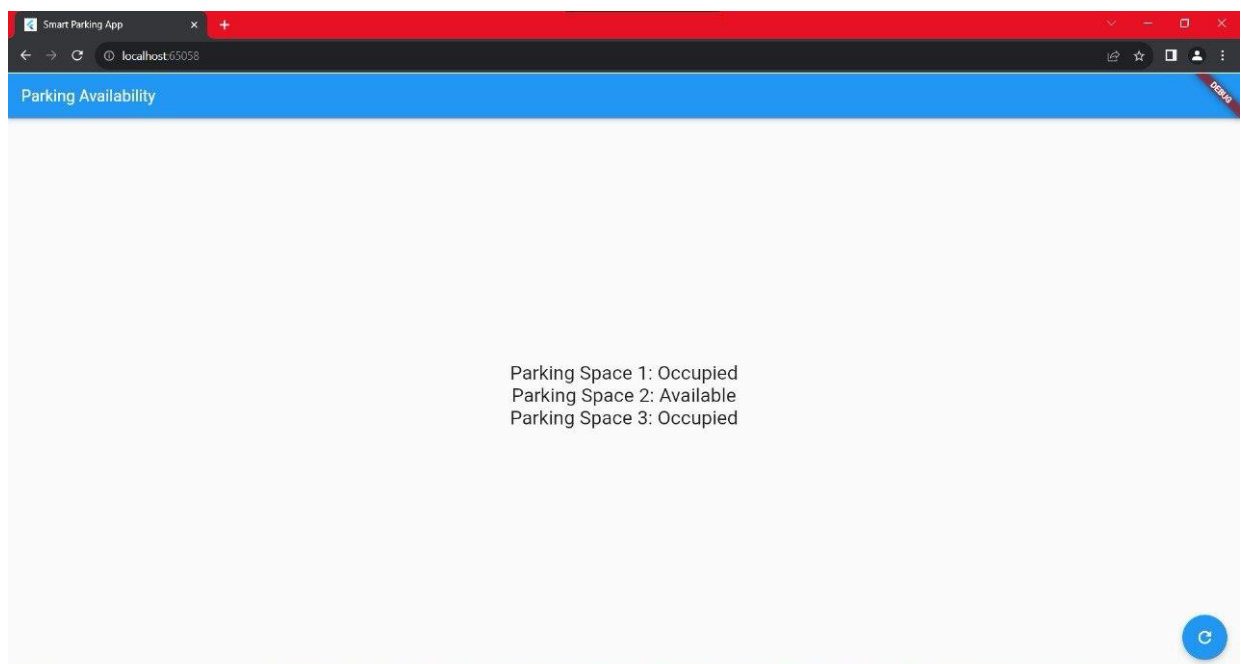 Smart Parking App
localhost:65058
Parking Availability
DEBUG
Parking Space 1: Occupied
Parking Space 2: Available
Parking Space 3: Occupied